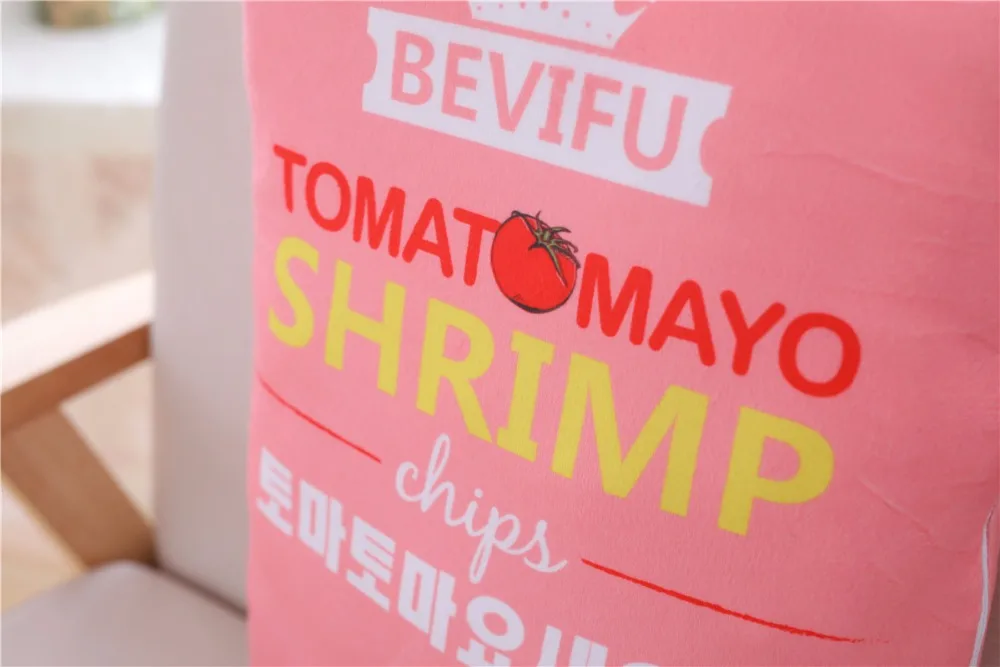 BEVIFU
TOMATOMAYO
SHRIMP
chips
토마토마요